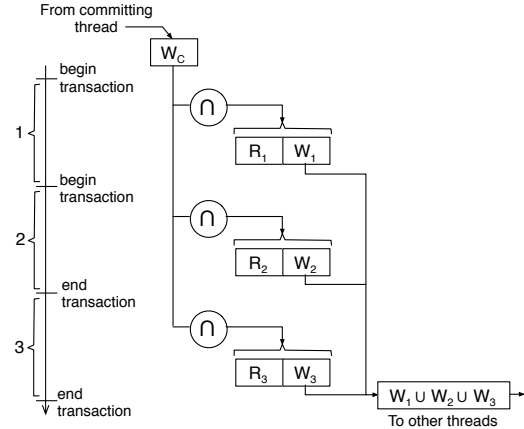 From committing
thread
W_C
begin
transaction
1
∩
R_1 W_1
begin
transaction
2
∩
R_2 W_2
end
transaction
3
∩
R_3 W_3
end
transaction
W_1 ∪ W_2 ∪ W_3
To other threads